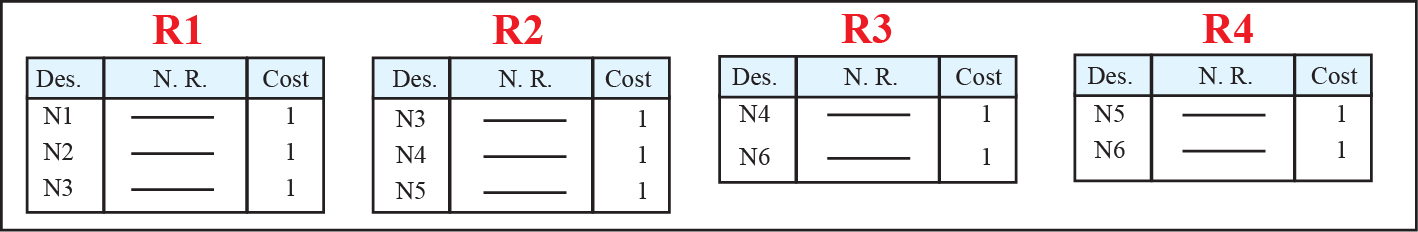 R1 R2 R3 R4
Des. N. R. Cost Des. N. R. Cost Des. N. R. Cost Des. N. R. Cost
N1 1 N3 1 N4 1 N5 1
N2 1 N4 1 N6 1 N6 1
N3 1 N5 1